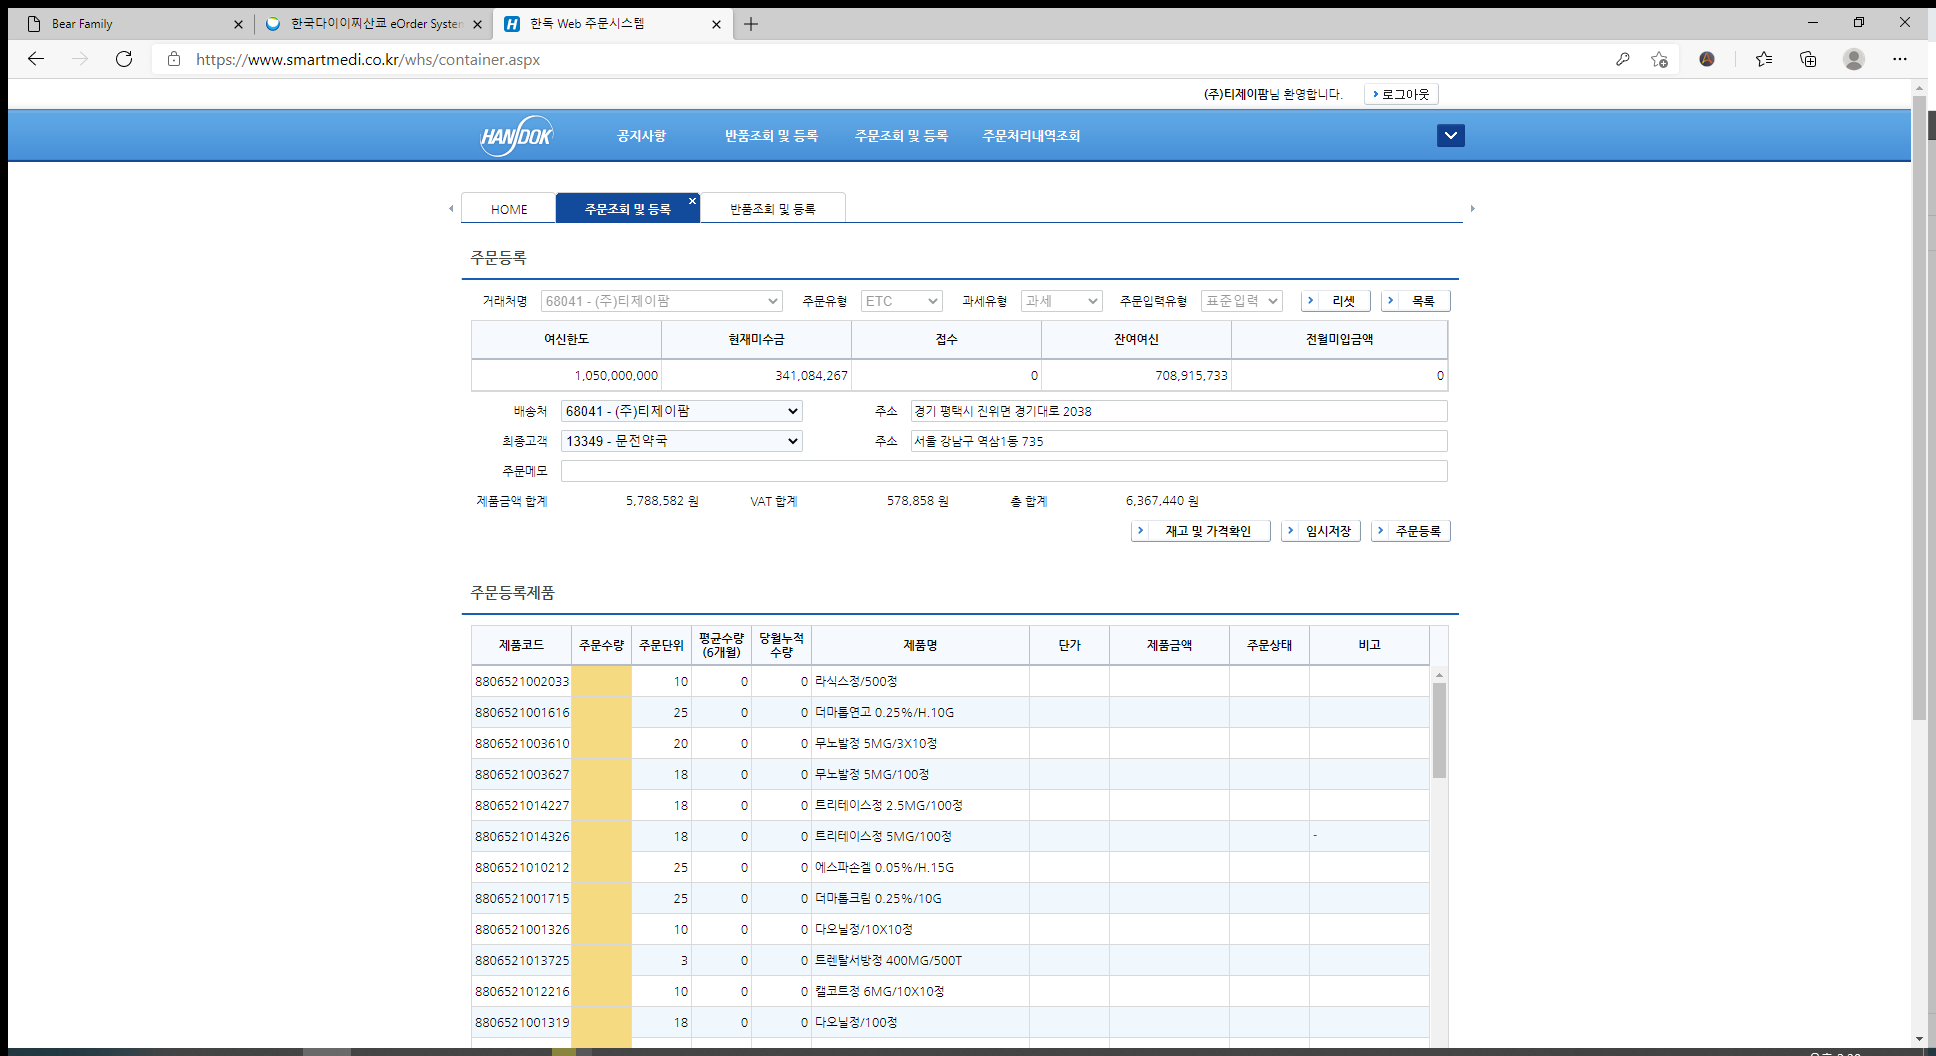 Bear Family
한국다이이찌산쿄 eOrder System
한독 Web 주문시스템
https://www.smartmedi.co.kr/whs/container.aspx
(주)티제이팜님 환영합니다.
로그아웃
HANDOK
공지사항
반품조회 및 등록
주문조회 및 등록
주문처리내역조회
HOME
주문조회 및 등록
반품조회 및 등록
주문등록
거래처명 68041 - (주)티제이팜 주문유형 ETC 과세유형 과세 주문입력유형 표준입력 리셋 목록
여신한도 현재미수금 접수 잔여여신 전월미입금액
1,050,000,000 341,084,267 0 708,915,733 0
배송처 68041 - (주)티제이팜 주소 경기 평택시 진위면 경기대로 2038
최종고객 13349 - 문전약국 주소 서울 강남구 역삼1동 735
주문메모
제품금액 합계 5,788,582 원 VAT 합계 578,858 원 총 합계 6,367,440 원
재고 및 가격확인 임시저장 주문등록
주문등록제품
제품코드 주문수량 주문단위 평균수량 (6개월) 당월누적 수량 제품명 단가 제품금액 주문상태 비고
8806521002033 10 0 0 라식스정/500정
8806521001616 25 0 0 더마톱연고 0.25%/H.10G
8806521003610 20 0 0 무노발정 5MG/3X10정
8806521003627 18 0 0 무노발정 5MG/100정
8806521014227 18 0 0 트리테이스정 2.5MG/100정
8806521014326 18 0 0 트리테이스정 5MG/100정 -
8806521010212 25 0 0 에스파손겔 0.05%/H.15G
8806521001715 25 0 0 더마톱크림 0.25%/10G
8806521001326 10 0 0 다오닐정/10X10정
8806521013725 3 0 0 트렌탈서방정 400MG/500T
8806521012216 10 0 0 캘코트정 6MG/10X10정
8806521001319 18 0 0 다오닐정/100정